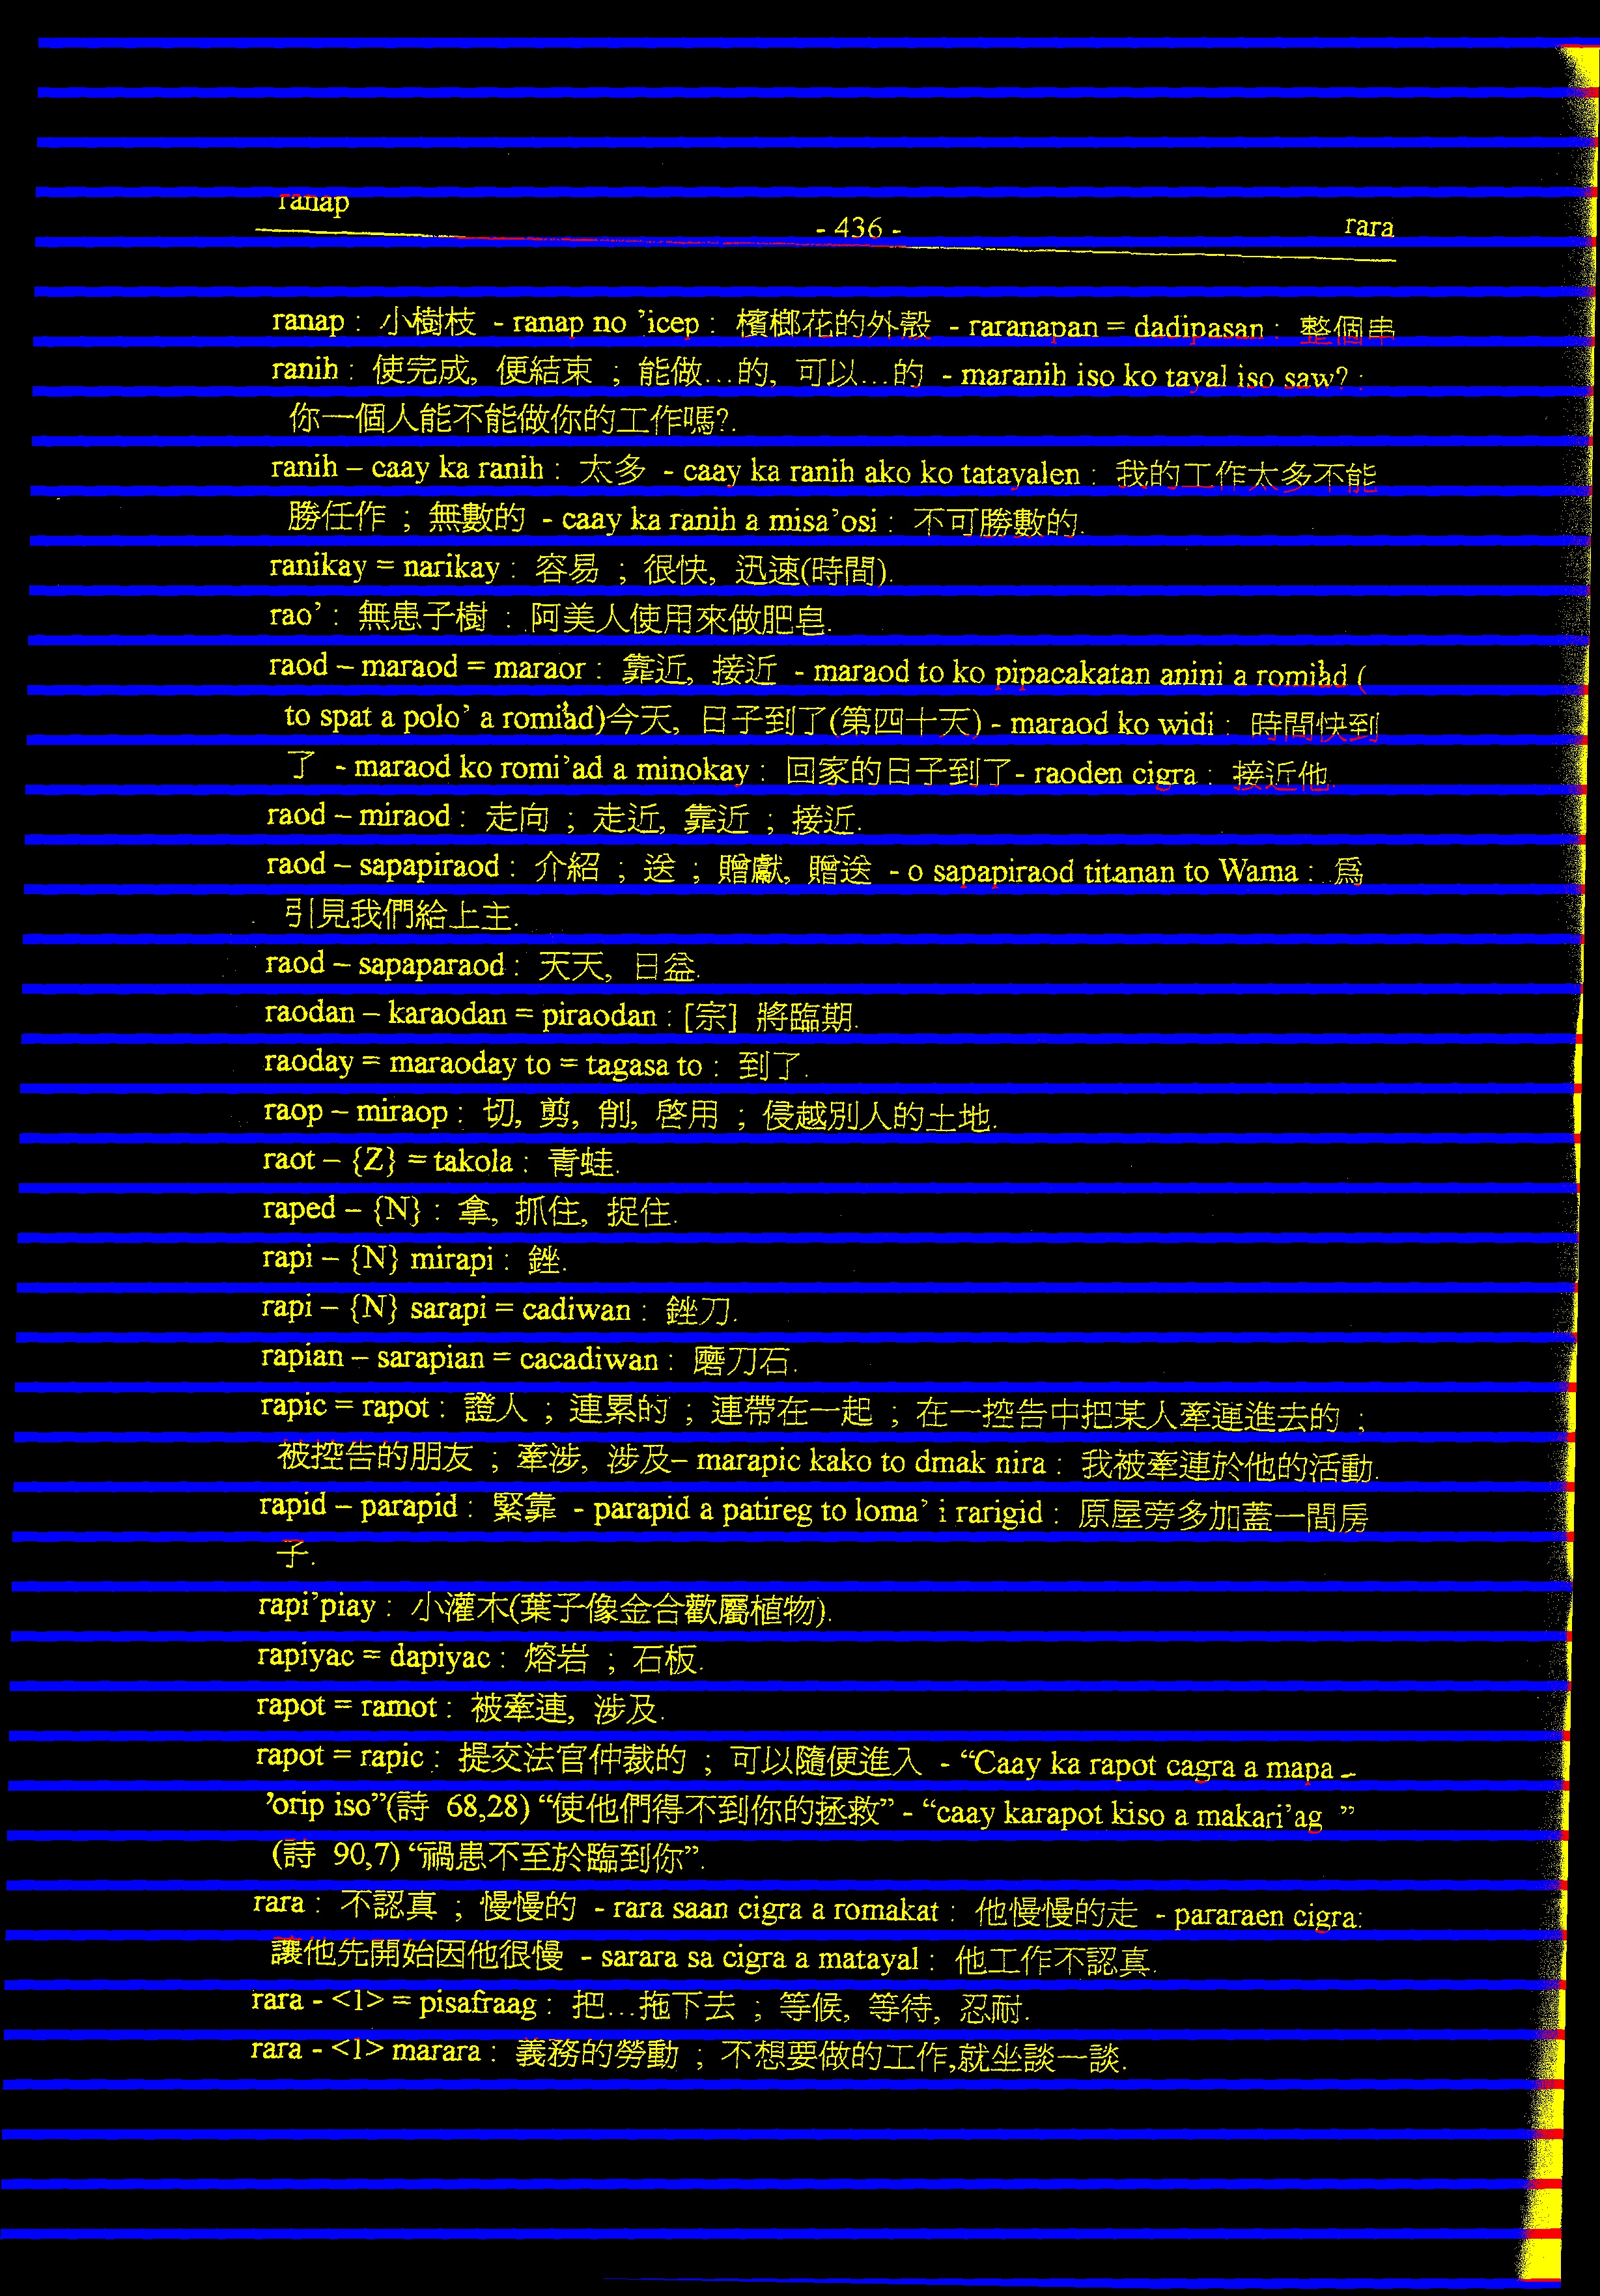 ranap
- 436 -
rara
ranap : 小樹枝 - ranap no ’icep : 檳榔花的外殼 - raranapan = dadipasan : 整個串
ranih : 使完成, 便結束 ; 能做…的, 可以…的 - maranih iso ko tayal iso saw? :
你一個人能不能做你的工作嗎?.
ranih – caay ka ranih : 太多 - caay ka ranih ako ko tatayalen : 我的工作太多不能
勝任作 ; 無數的 - caay ka ranih a misa’osi : 不可勝數的.
ranikay = narikay : 容易 ; 很快, 迅速(時間).
rao’ : 無患子樹 : 阿美人使用來做肥皂.
raod – maraod = maraor : 靠近, 接近 - maraod to ko pipacakatan anini a romi’ad (
to spat a polo’ a romi’ad)今天, 日子到了(第四十天) - maraod ko widi : 時間快到
了 - maraod ko romi’ad a minokay : 回家的日子到了- raoden cigra : 接近他.
raod – miraod : 走向 ; 走近, 靠近 ; 接近.
raod – sapapiraod : 介紹 ; 送 ; 贈獻, 贈送 - o sapapiraod titanan to Wama : 爲
引見我們給上主.
raod – sapaparaod : 天天, 日益.
raodan – karaodan = piraodan : [宗] 將臨期.
raoday = maraoday to = tagasa to : 到了.
raop – miraop : 切, 剪, 削, 啓用 ; 侵越別人的土地.
raot – {Z} = takola : 青蛙.
raped – {N} : 拿, 抓住, 捉住.
rapi – {N} mirapi : 銼.
rapi – {N} sarapi = cadiwan : 銼刀.
rapian – sarapian = cacadiwan : 磨刀石.
rapic = rapot : 證人 ; 連累的 ; 連帶在一起 ; 在一控告中把某人牽連進去的 ;
被控告的朋友 ; 牽涉, 涉及– marapic kako to dmak nira : 我被牽連於他的活動.
rapid – parapid : 緊靠 - parapid a patireg to loma’ i rarigid : 原屋旁多加蓋一間房
子.
rapi’piay : 小灌木(葉子像金合歡屬植物).
rapiyac = dapiyac : 熔岩 ; 石板.
rapot = ramot : 被牽連, 涉及.
rapot = rapic : 提交法官仲裁的 ; 可以隨便進入 - “Caay ka rapot cagra a mapa –
’orip iso”(詩 68,28) “使他們得不到你的拯救” - “caay karapot kiso a makari’ag ”
(詩 90,7) “禍患不至於臨到你”.
rara : 不認真 ; 慢慢的 - rara saan cigra a romakat : 他慢慢的走 - pararaen cigra:
讓他先開始因他很慢 - sarara sa cigra a matayal : 他工作不認真.
rara - <1> = pisafraag : 把…拖下去 ; 等候, 等待, 忍耐.
rara - <1> marara : 義務的勞動 ; 不想要做的工作,就坐談一談.